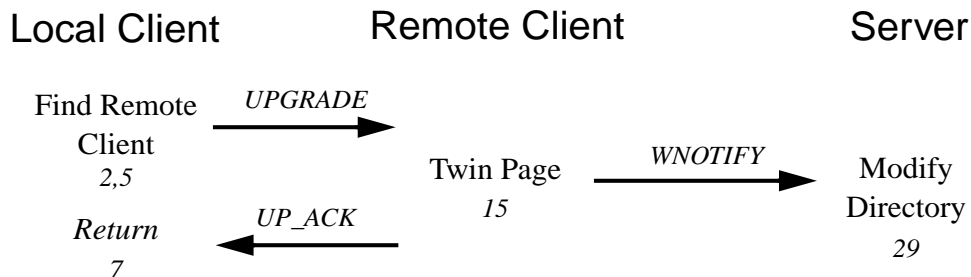 Local Client
Remote Client
Server
Find Remote
Client
2,5
UPGRADE
Twin Page
15
WNOTIFY
Modify
Directory
29
Return
7
UP_ACK